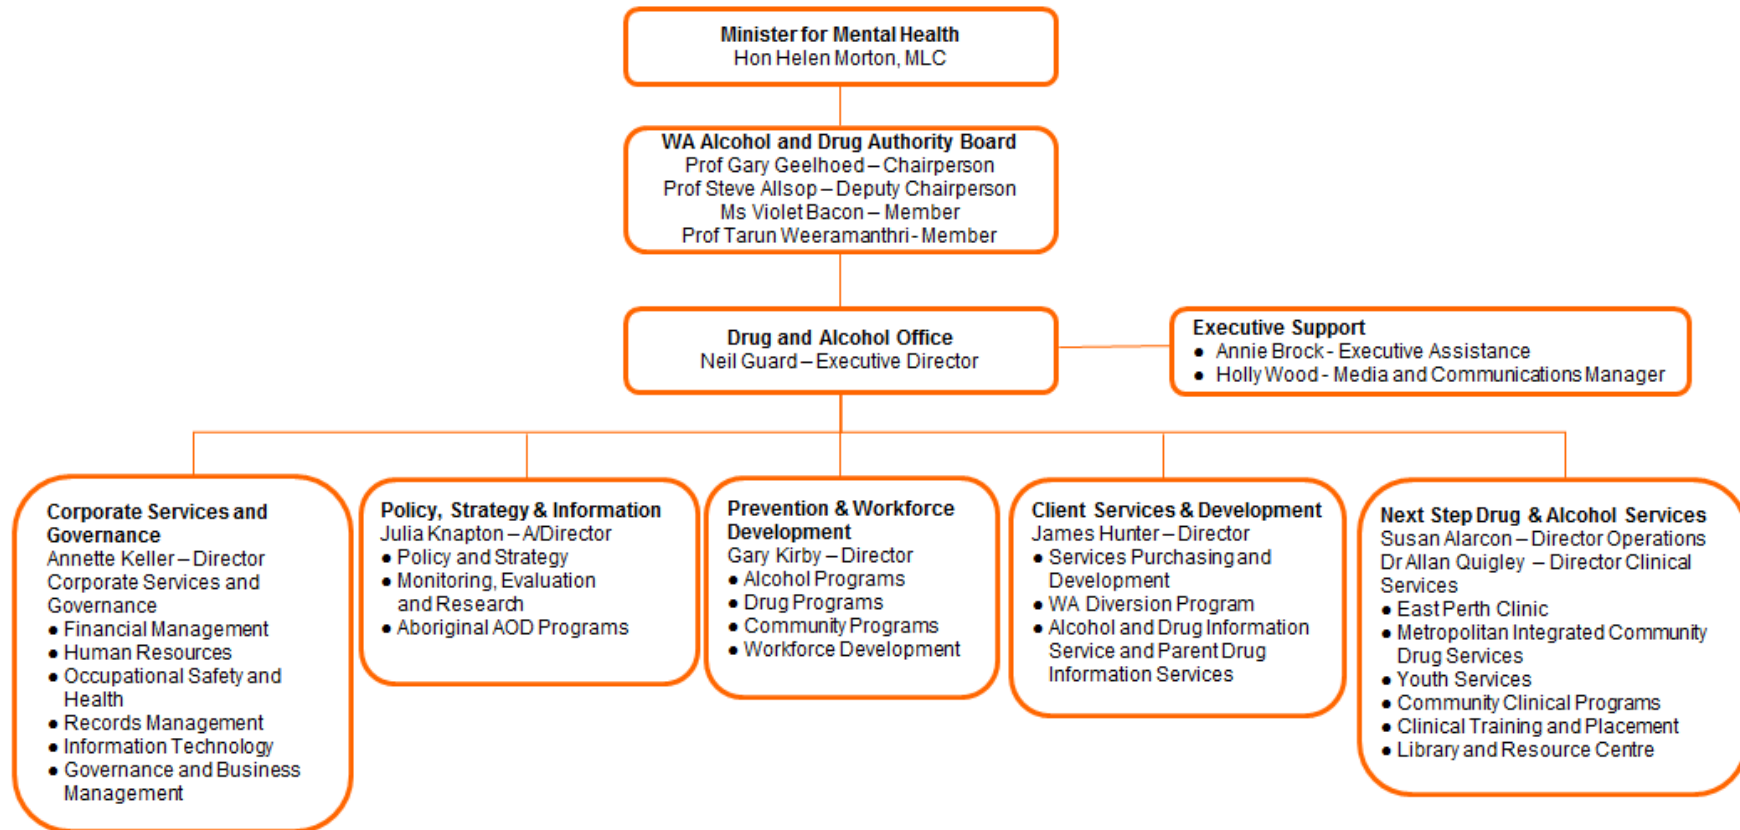 Minister for Mental Health
Hon Helen Morton, MLC
WA Alcohol and Drug Authority Board
Prof Gary Geelhoed – Chairperson
Prof Steve Allsop – Deputy Chairperson
Ms Violet Bacon – Member
Prof Tarun Weeramanthri- Member
Drug and Alcohol Office
Neil Guard – Executive Director
Executive Support
● Annie Brock - Executive Assistance
● Holly Wood - Media and Communications Manager
Corporate Services and
Governance
Annette Keller – Director
Corporate Services and
Governance
● Financial Management
● Human Resources
● Occupational Safety and
Health
● Records Management
● Information Technology
● Governance and Business
Management
Policy, Strategy & Information
Julia Knapton – A/Director
● Policy and Strategy
● Monitoring, Evaluation
and Research
● Aboriginal AOD Programs
Prevention & Workforce
Development
Gary Kirby – Director
● Alcohol Programs
● Drug Programs
● Community Programs
● Workforce Development
Client Services & Development
James Hunter – Director
● Services Purchasing and
Development
● WA Diversion Program
● Alcohol and Drug Information
Service and Parent Drug
Information Services
Next Step Drug & Alcohol Services
Susan Alarcon – Director Operations
Dr Allan Quigley – Director Clinical
Services
● East Perth Clinic
● Metropolitan Integrated Community
Drug Services
● Youth Services
● Community Clinical Programs
● Clinical Training and Placement
● Library and Resource Centre